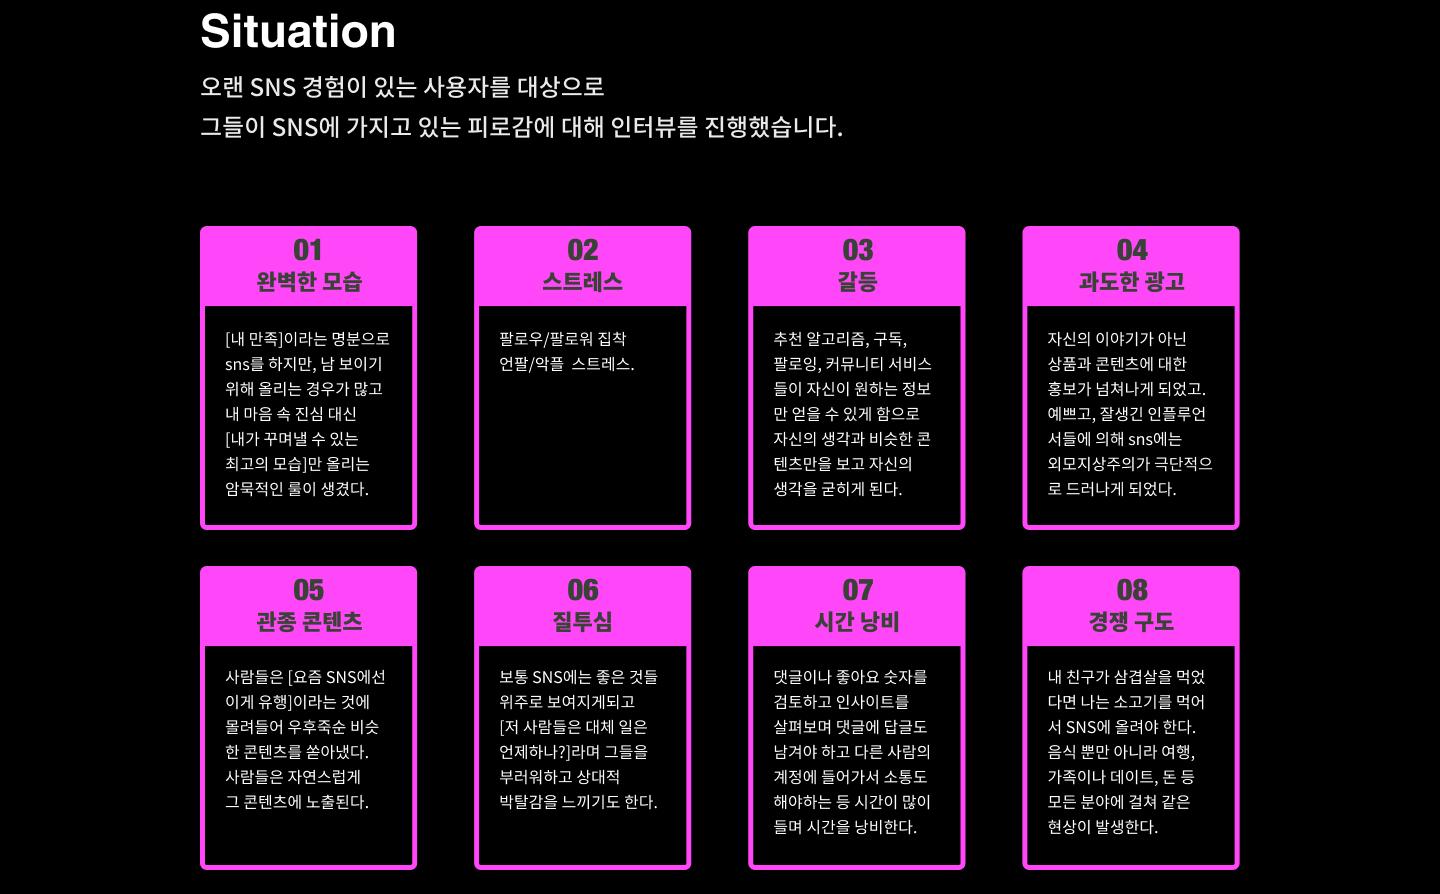 Situation
오랜 SNS 경험이 있는 사용자를 대상으로
그들이 SNS에 가지고 있는 피로감에 대해 인터뷰를 진행했습니다.
01
완벽한 모습
[내 만족]이라는 명분으로
sns를 하지만, 남 보이기
위해 올리는 경우가 많고
내 마음 속 진심 대신
[내가 꾸며낼 수 있는
최고의 모습]만 올리는
암묵적인 룰이 생겼다.
02
스트레스
팔로우/팔로워 집착
언팔/악플  스트레스.
03
갈등
추천 알고리즘, 구독,
팔로잉, 커뮤니티 서비스
들이 자신이 원하는 정보
만 얻을 수 있게 함으로
자신의 생각과 비슷한 콘
텐츠만을 보고 자신의
생각을 굳히게 된다.
04
과도한 광고
자신의 이야기가 아닌
상품과 콘텐츠에 대한
홍보가 넘쳐나게 되었고.
예쁘고, 잘생긴 인플루언
서들에 의해 sns에는
외모지상주의가 극단적으
로 드러나게 되었다.
05
관종 콘텐츠
사람들은 [요즘 SNS에선
이게 유행]이라는 것에
몰려들어 우후죽순 비슷
한 콘텐츠를 쏟아냈다.
사람들은 자연스럽게
그 콘텐츠에 노출된다.
06
질투심
보통 SNS에는 좋은 것들
위주로 보여지게되고
[저 사람들은 대체 일은
언제하나?]라며 그들을
부러워하고 상대적
박탈감을 느끼기도 한다.
07
시간 낭비
댓글이나 좋아요 숫자를
검토하고 인사이트를
살펴보며 댓글에 답글도
남겨야 하고 다른 사람의
계정에 들어가서 소통도
해야하는 등 시간이 많이
들며 시간을 낭비한다.
08
경쟁 구도
내 친구가 삼겹살을 먹었
다면 나는 소고기를 먹어
서 SNS에 올려야 한다.
음식 뿐만 아니라 여행,
가족이나 데이트, 돈 등
모든 분야에 걸쳐 같은
현상이 발생한다.